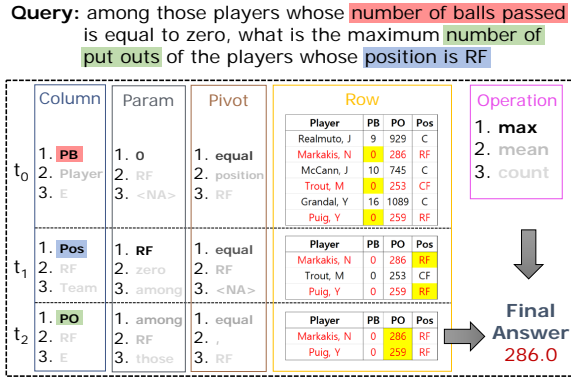 Query: among those players whose number of balls passed
is equal to zero, what is the maximum number of
put outs of the players whose position is RF
Column Param Pivot Row Operation
t0
1. PB
2. Player
3. E
1. 0
2. RF
3. <NA>
1. equal
2. position
3. RF
Player PB PO Pos
Realmuto, J 9 929 C
Markakis, N 0 286 RF
McCann, J 10 745 C
Trout, M 0 253 CF
Grandal, Y 16 1089 C
Puig, Y 0 259 RF
1. max
2. mean
3. count
t1
1. Pos
2. RF
3. Team
1. RF
2. zero
3. among
1. equal
2. RF
3. <NA>
Player PB PO Pos
Markakis, N 0 286 RF
Trout, M 0 253 CF
Puig, Y 0 259 RF
t2
1. PO
2. RF
3. E
1. among
2. RF
3. those
1. equal
2. ,
3. RF
Player PB PO Pos
Markakis, N 0 286 RF
Puig, Y 0 259 RF
Final
Answer
286.0